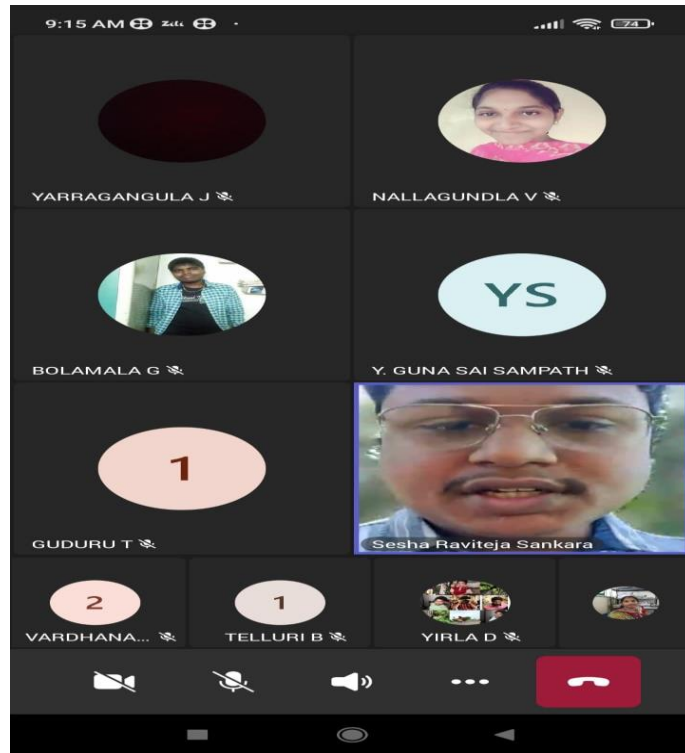 9:15 AM
74
YARRAGANGULA J
NALLAGUNDLA V
YS
BOLAMALA G
Y. GUNA SAI SAMPATH
1
GUDURU T
Sesha Raviteja Sankara
2
1
VARDHANA...
TELLURI B
YIRLA D